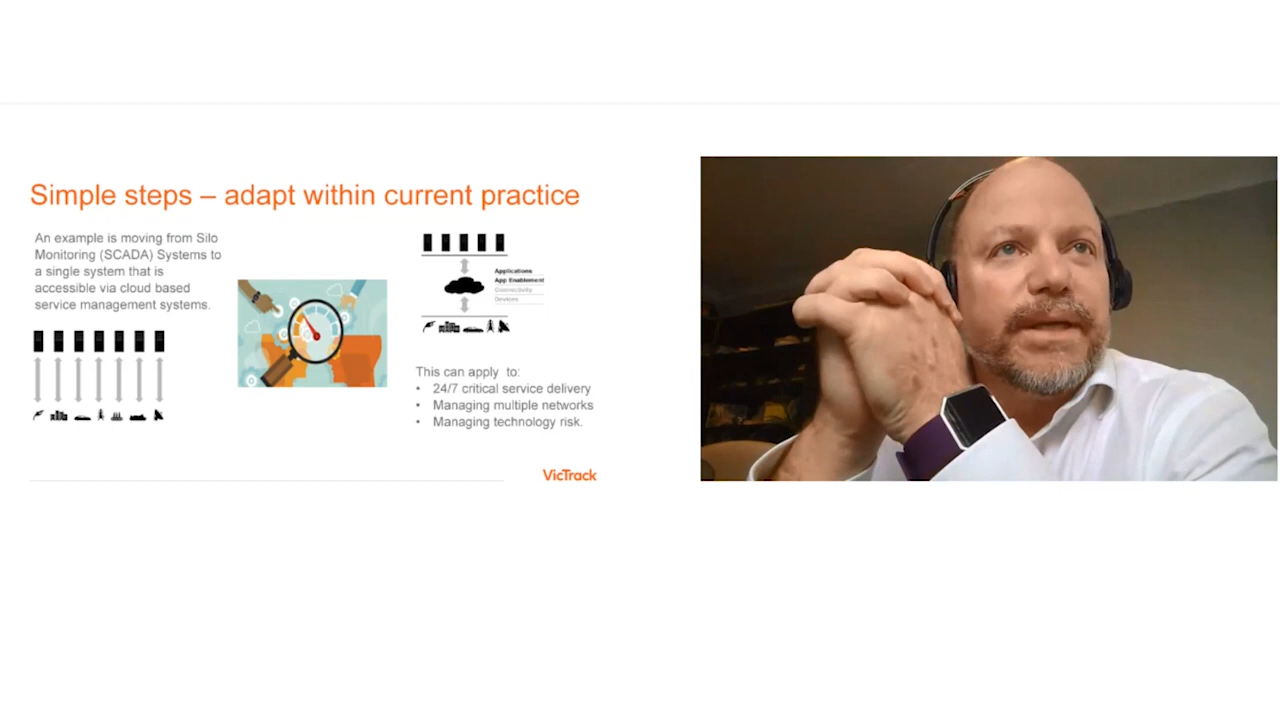 Simple steps – adapt within current practice
An example is moving from Silo
Monitoring (SCADA) Systems to
a single system that is
accessible via cloud based
service management systems.
Applications
App Enablement
Connectivity
Devices
This can apply to:
• 24/7 critical service delivery
• Managing multiple networks
• Managing technology risk.
VicTrack